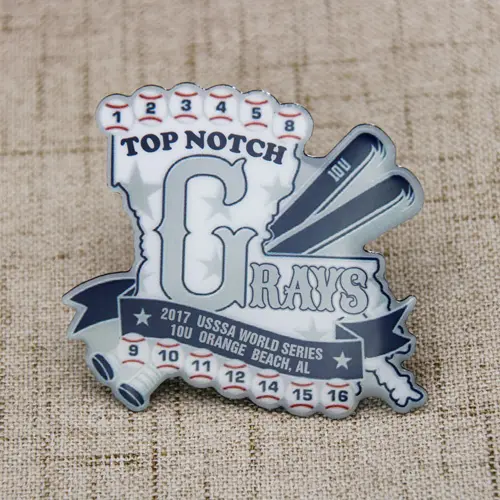 1 2 3 4 5 8
TOP NOTCH
10U
GRAYS
2017 USSSA WORLD SERIES
10U ORANGE BEACH, AL
9 10 11 12 14 15 16